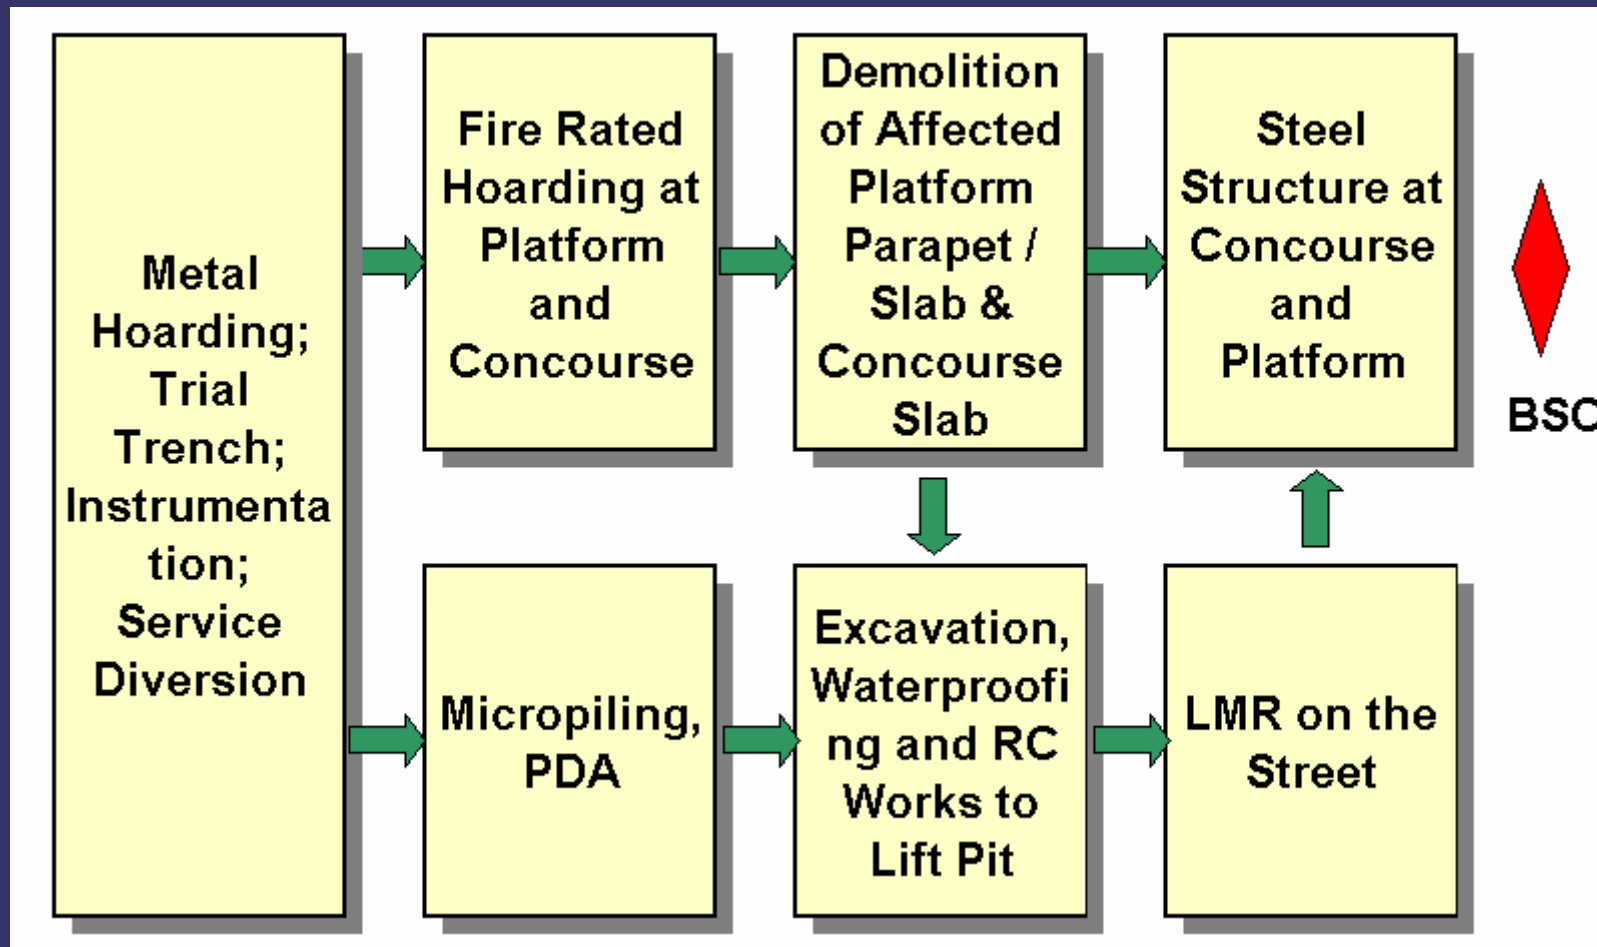 Metal
Hoarding;
Trial
Trench;
Instrumenta
tion;
Service
Diversion
Fire Rated
Hoarding at
Platform
and
Concourse
Demolition
of Affected
Platform
Parapet /
Slab &
Concourse
Slab
Steel
Structure at
Concourse
and
Platform
BSC
Micropiling,
PDA
Excavation,
Waterproofi
ng and RC
Works to
Lift Pit
LMR on the
Street